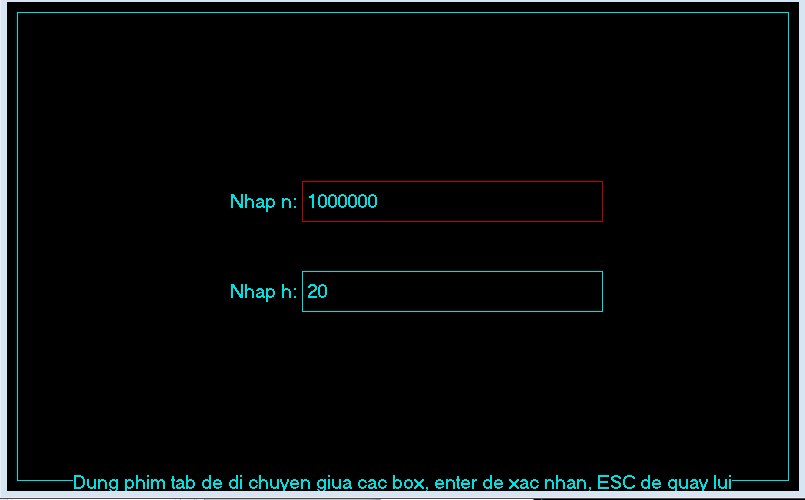 Nhap n: 1000000
Nhap h: 20
Dung phim tab de di chuyen giua cac box, enter de xac nhan, ESC de quay lui